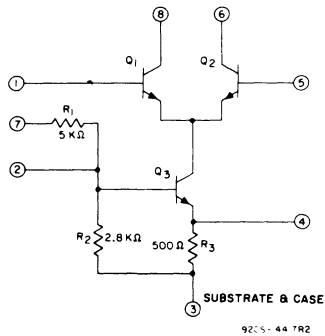 8
6
Q1
Q2
1
5
7
R1
5 KΩ
Q3
2
4
R2
2.8 KΩ
500 Ω
R3
3
SUBSTRATE & CASE